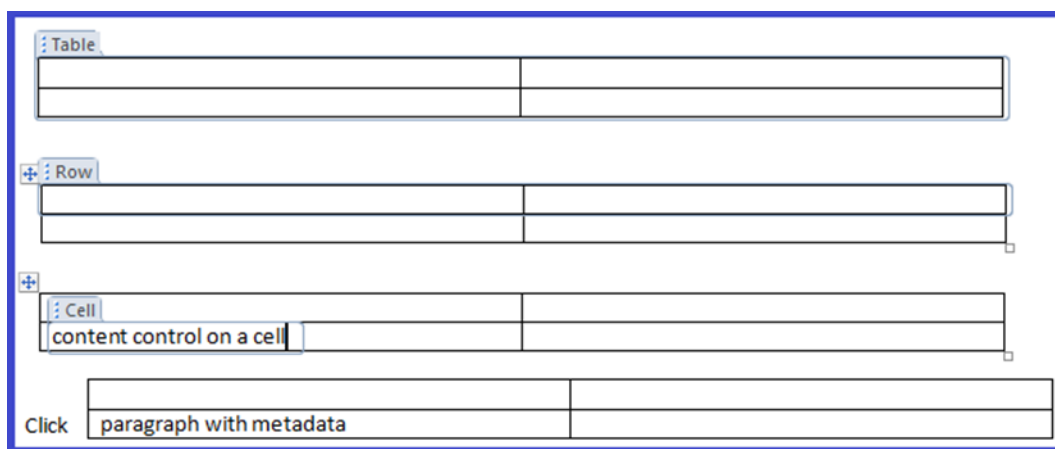 Table
Row
Cell
content control on a cell
Click
paragraph with metadata